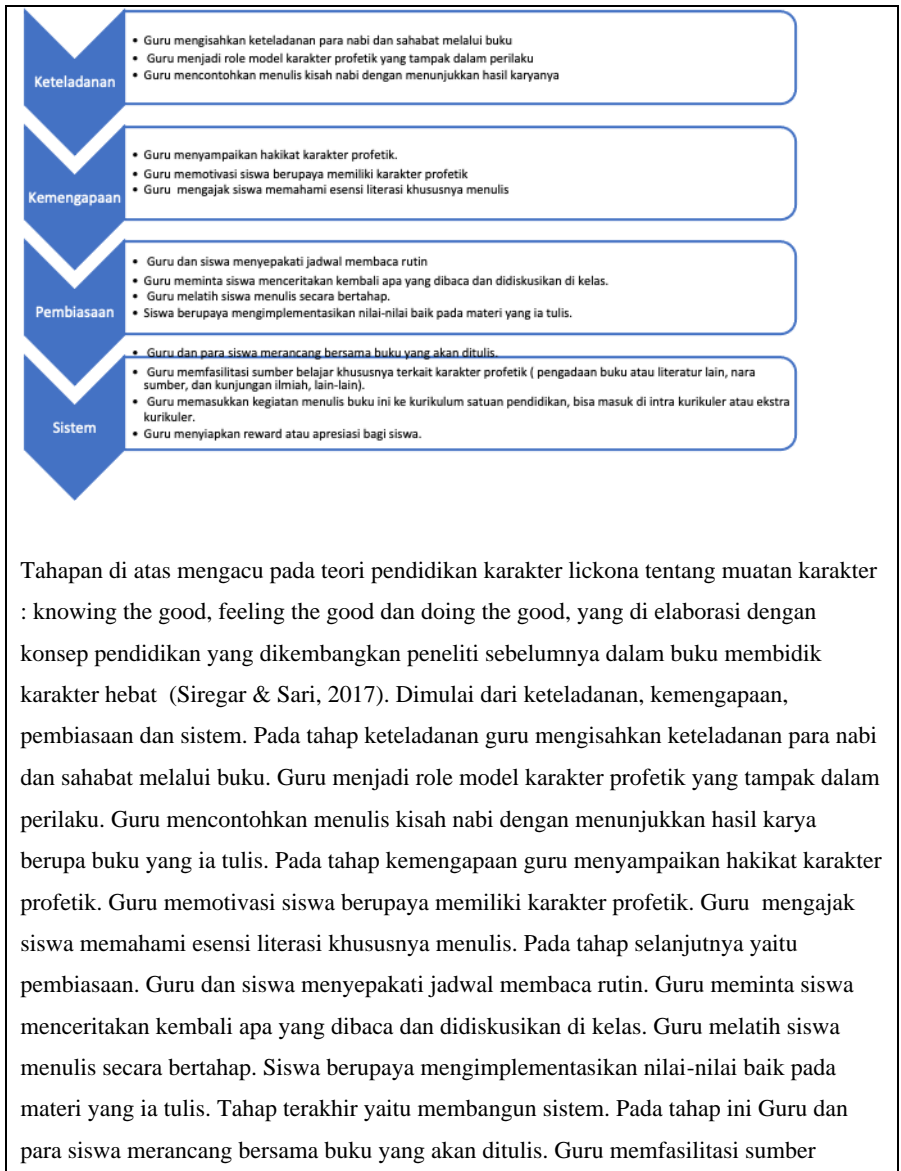 Keteladanan
• Guru mengisahkan keteladanan para nabi dan sahabat melalui buku
• Guru menjadi role model karakter profetik yang tampak dalam perilaku
• Guru mencontohkan menulis kisah nabi dengan menunjukkan hasil karyanya
Kemengapaan
• Guru menyampaikan hakikat karakter profetik.
• Guru memotivasi siswa berupaya memiliki karakter profetik
• Guru mengajak siswa memahami esensi literasi khususnya menulis
Pembiasaan
• Guru dan siswa menyepakati jadwal membaca rutin
• Guru meminta siswa menceritakan kembali apa yang dibaca dan didiskusikan di kelas.
• Guru melatih siswa menulis secara bertahap.
• Siswa berupaya mengimplementasikan nilai-nilai baik pada materi yang ia tulis.
Sistem
• Guru dan para siswa merancang bersama buku yang akan ditulis.
• Guru memfasilitasi sumber belajar khususnya terkait karakter profetik ( pengadaan buku atau literatur lain, nara
sumber, dan kunjungan ilmiah, lain-lain).
• Guru memasukkan kegiatan menulis buku ini ke kurikulum satuan pendidikan, bisa masuk di intra kurikuler atau ekstra
kurikuler.
• Guru menyiapkan reward atau apresiasi bagi siswa.
Tahapan di atas mengacu pada teori pendidikan karakter lickona tentang muatan karakter
: knowing the good, feeling the good dan doing the good, yang di elaborasi dengan
konsep pendidikan yang dikembangkan peneliti sebelumnya dalam buku membidik
karakter hebat (Siregar & Sari, 2017). Dimulai dari keteladanan, kemengapaan,
pembiasaan dan sistem. Pada tahap keteladanan guru mengisahkan keteladanan para nabi
dan sahabat melalui buku. Guru menjadi role model karakter profetik yang tampak dalam
perilaku. Guru mencontohkan menulis kisah nabi dengan menunjukkan hasil karya
berupa buku yang ia tulis. Pada tahap kemengapaan guru menyampaikan hakikat karakter
profetik. Guru memotivasi siswa berupaya memiliki karakter profetik. Guru mengajak
siswa memahami esensi literasi khususnya menulis. Pada tahap selanjutnya yaitu
pembiasaan. Guru dan siswa menyepakati jadwal membaca rutin. Guru meminta siswa
menceritakan kembali apa yang dibaca dan didiskusikan di kelas. Guru melatih siswa
menulis secara bertahap. Siswa berupaya mengimplementasikan nilai-nilai baik pada
materi yang ia tulis. Tahap terakhir yaitu membangun sistem. Pada tahap ini Guru dan
para siswa merancang bersama buku yang akan ditulis. Guru memfasilitasi sumber